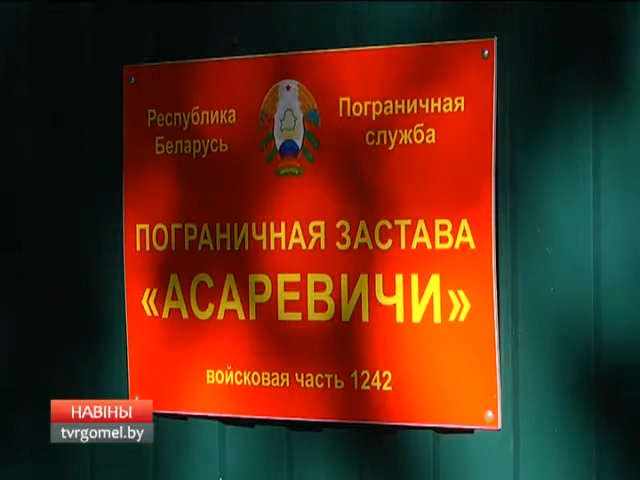 Республика
Беларусь
Пограничная
служба
ПОГРАНИЧНАЯ ЗАСТАВА
«АСАРЕВИЧИ»
войсковая часть 1242
НАВІНЫ
tvrgomel.by